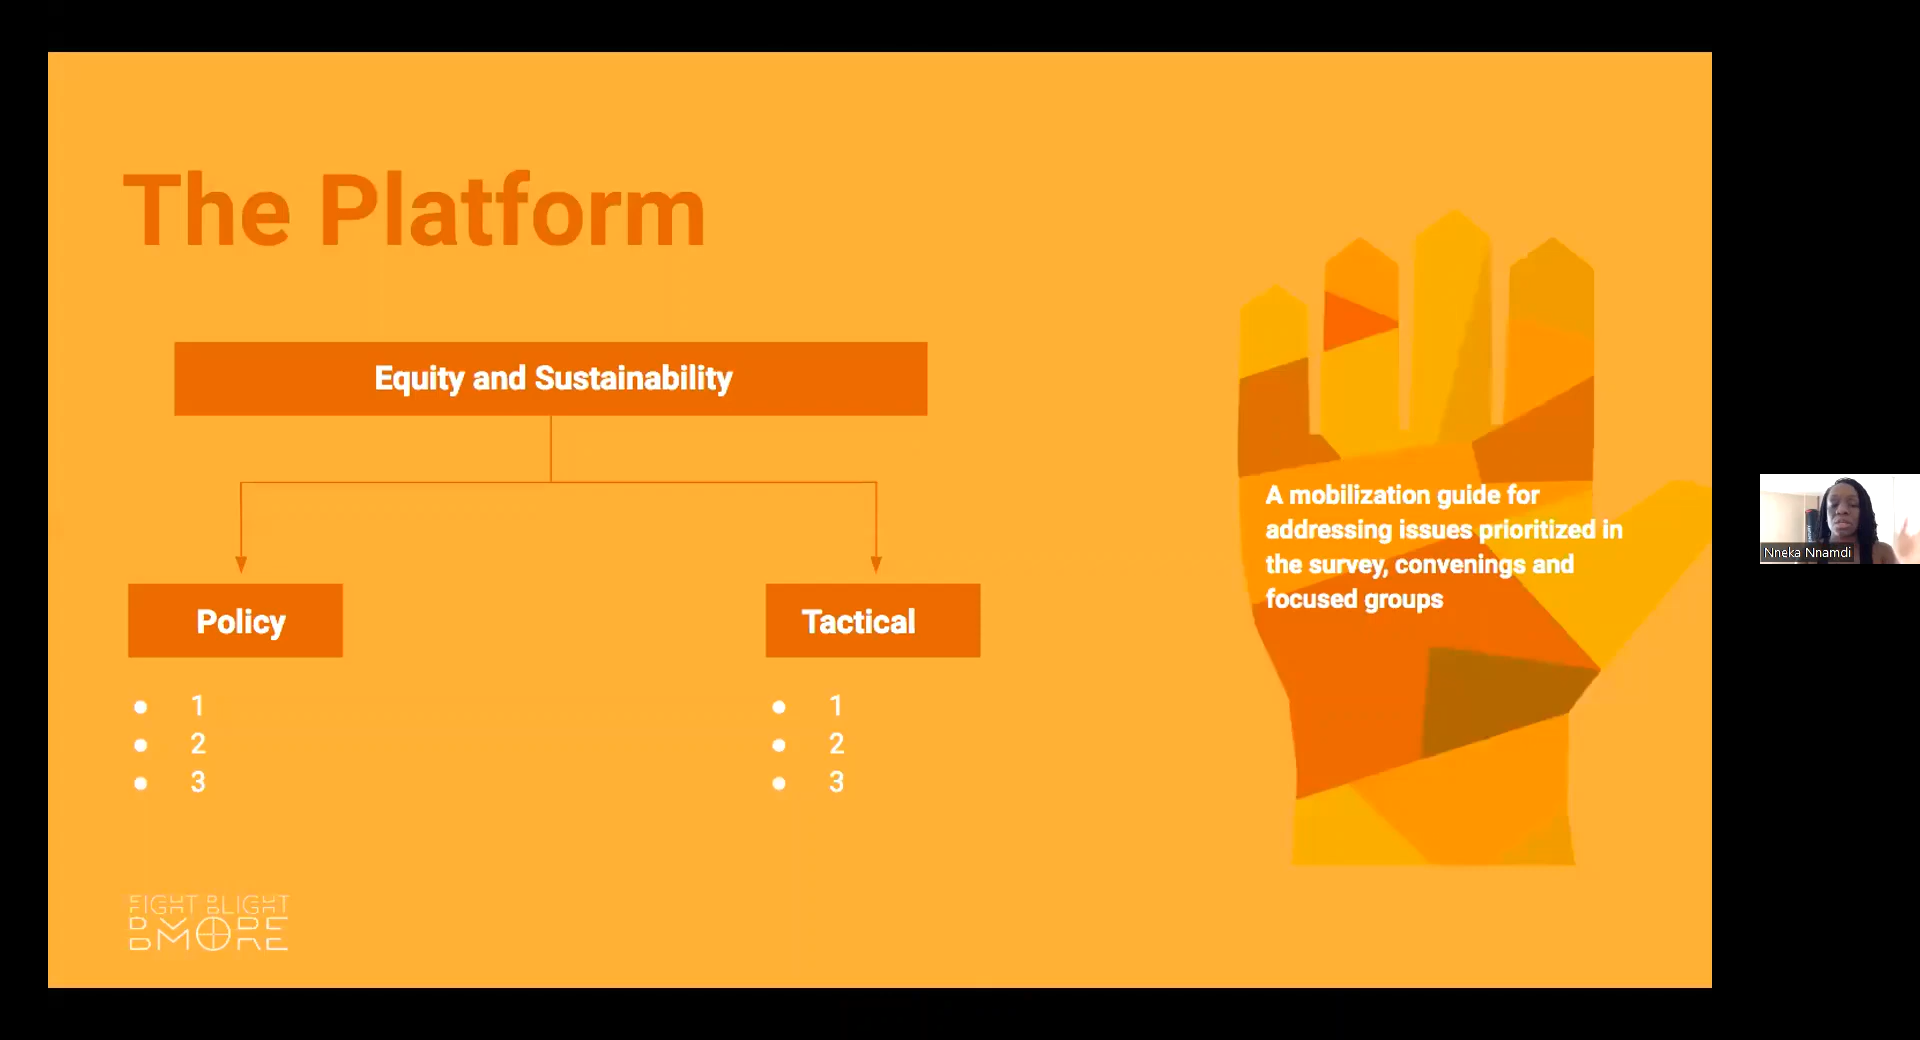 The Platform
Equity and Sustainability
Policy
1
2
3
Tactical
1
2
3
A mobilization guide for
addressing issues prioritized in
the survey, convenings and
focused groups
FIGHT BLIGHT
BMORE
Nneka Nnamdi